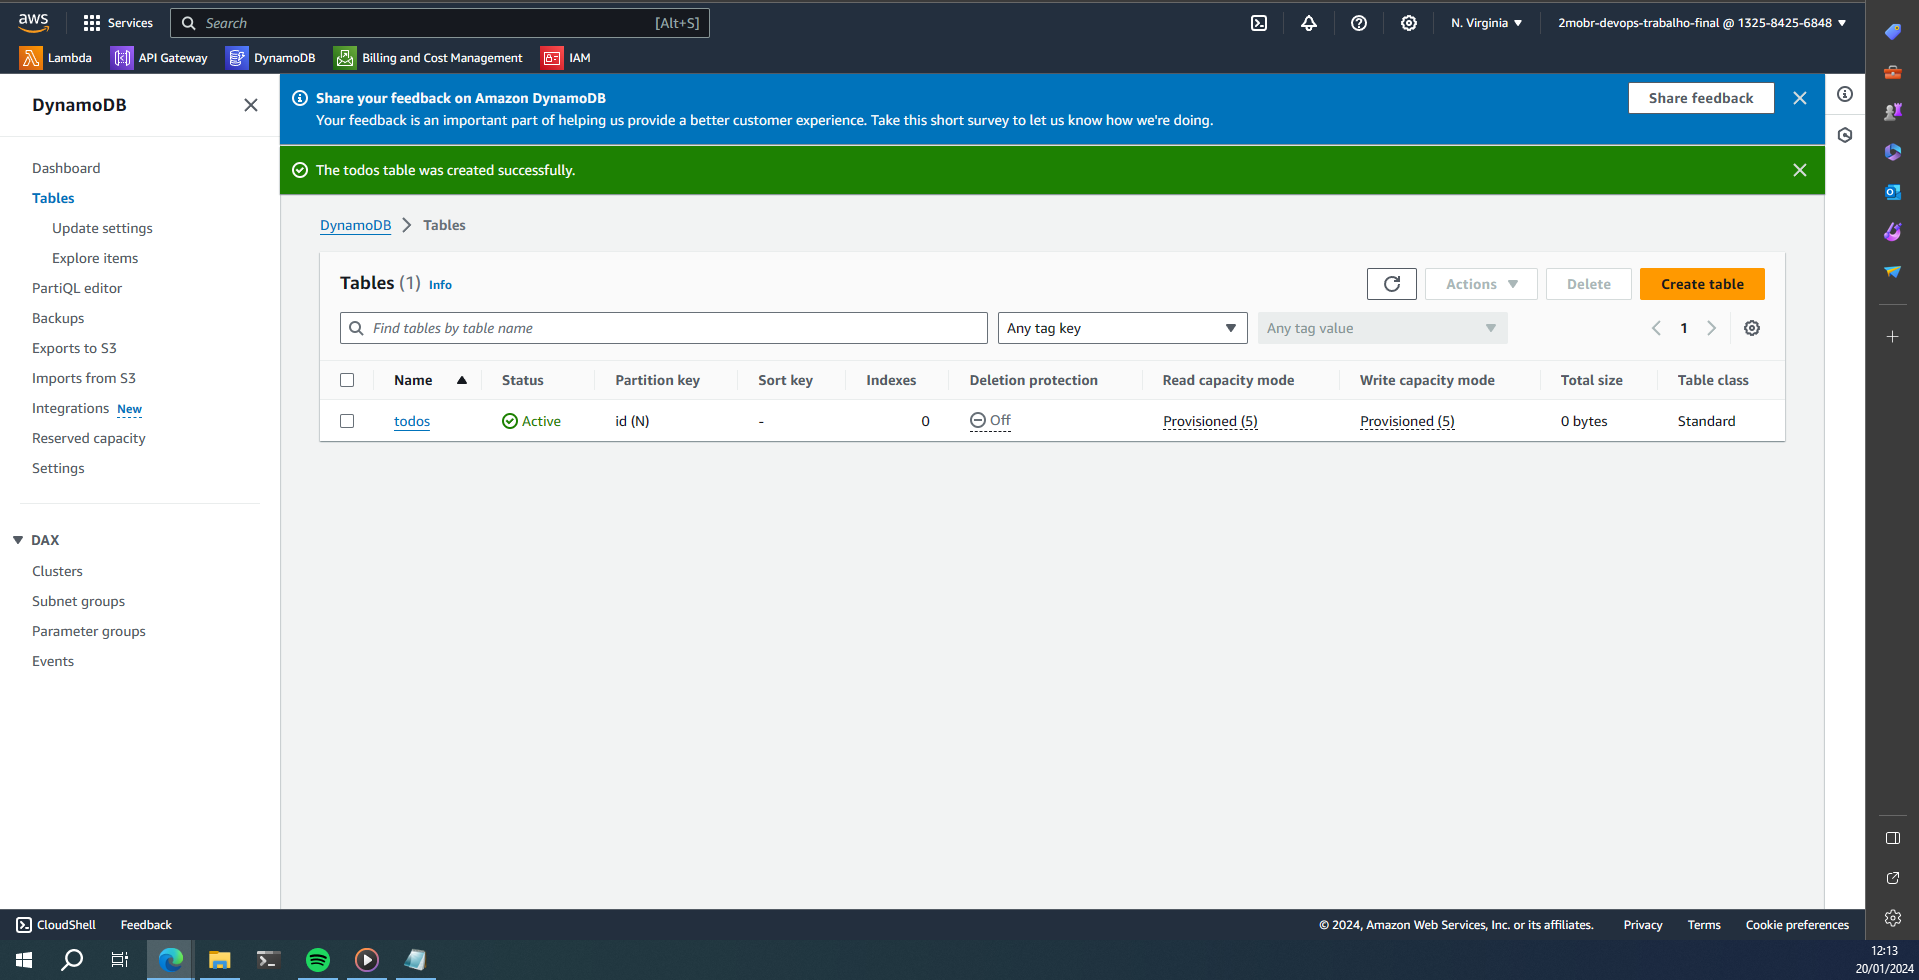 aws
Services
Search [Alt+S]
N. Virginia
2mobr-devops-trabalho-final @ 1325-8425-6848
Lambda
API Gateway
DynamoDB
Billing and Cost Management
IAM
DynamoDB
Dashboard
Tables
Update settings
Explore items
PartiQL editor
Backups
Exports to S3
Imports from S3
Integrations New
Reserved capacity
Settings
DAX
Clusters
Subnet groups
Parameter groups
Events
Share your feedback on Amazon DynamoDB
Your feedback is an important part of helping us provide a better customer experience. Take this short survey to let us know how we're doing.
Share feedback
The todos table was created successfully.
DynamoDB Tables
Tables (1) Info
Actions
Delete
Create table
Find tables by table name
Any tag key
Any tag value
1
Name Status Partition key Sort key Indexes Deletion protection Read capacity mode Write capacity mode Total size Table class
todos Active id (N) - 0 Off Provisioned (5) Provisioned (5) 0 bytes Standard
CloudShell
Feedback
© 2024, Amazon Web Services, Inc. or its affiliates.
Privacy
Terms
Cookie preferences
12:13
20/01/2024